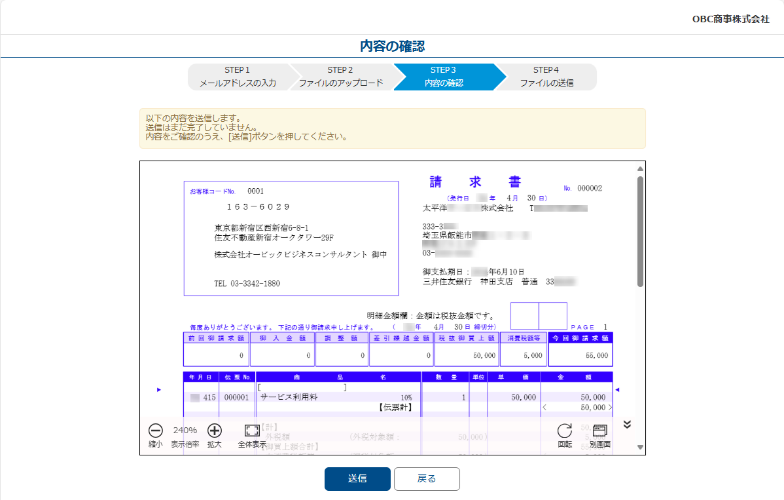 OBC商事株式会社
内容の確認
STEP1 STEP2 STEP3 STEP4
メールアドレスの入力 ファイルのアップロード 内容の確認 ファイルの送信
以下の内容を送信します。
送信はまだ完了していません。
内容をご確認のうえ、[送信]ボタンを押してください。
請 求 書
お客様コードNo. 0001
No. 000002
(発行日 年 4月 30日)
163-6029
太平洋 株式会社 T
東京都新宿区西新宿6-8-1
住友不動産新宿オークタワー29F
333-3
埼玉県飯能市
03-
株式会社オービックビジネスコンサルタント 御中
御支払期日: 年6月10日
三井住友銀行 神田支店 普通 33
TEL 03-3342-1880
明細金額欄:金額は税抜金額です。
毎度ありがとうございます。下記の通り御請求申し上げます。 ( 年 4月 30日 締切分) PAGE 1
前回御請求額 御入金額 調整額 差引繰越金額 税抜御買上額 消費税額等 今回御請求額
0 0 0 0 50,000 5,000 55,000
年月日 伝票No. 商 品 名 数量 単位 単 価 金 額
[ ]
415 000001 サービス利用料 10% 1 50,000 50,000
【伝票計】 < 50,000 >
【計】
外税額 (外税対象額: 50,000)
【御買上額合計】
240%
縮小 表示倍率 拡大 全体表示 回転 別画面
送信 戻る